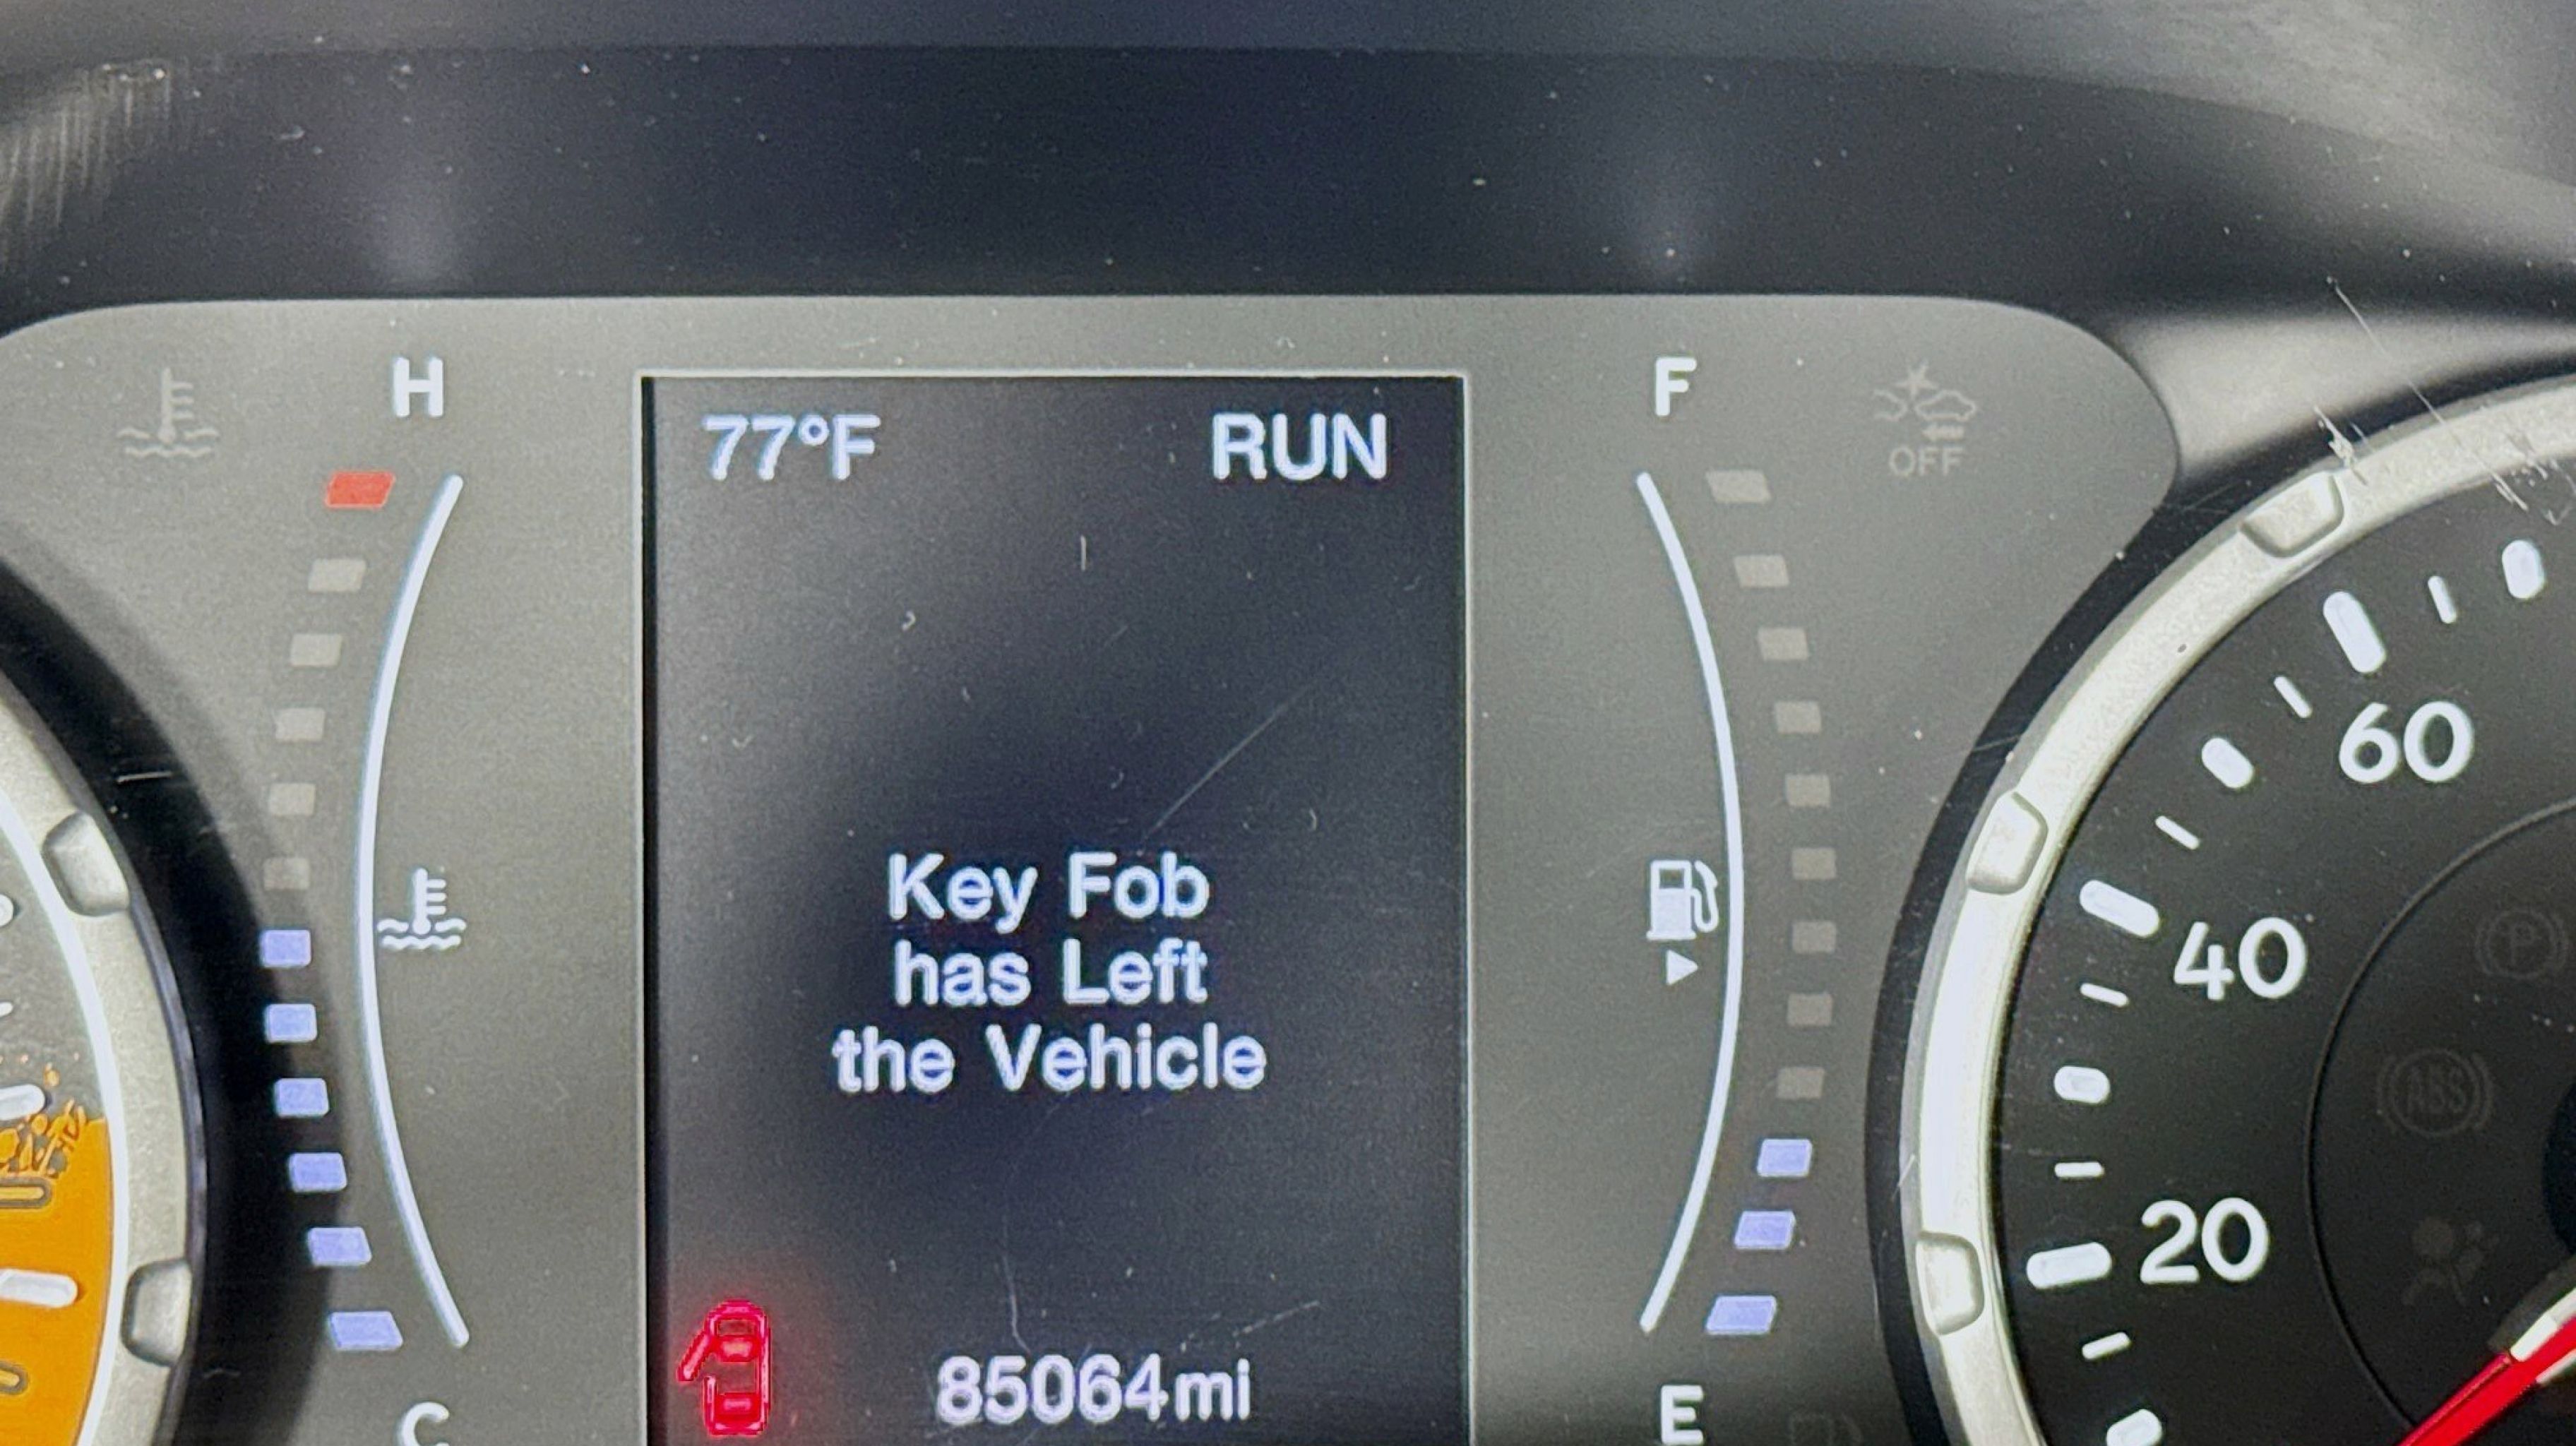 H
F
77°F
RUN
OFF
60
Key Fob
has Left
the Vehicle
40
ABS
20
85064mi
C
E